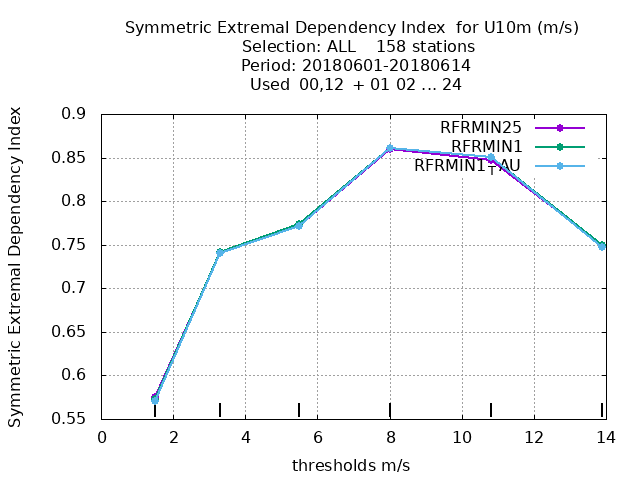 Symmetric Extremal Dependency Index for U10m (m/s)
Selection: ALL 158 stations
Period: 20180601-20180614
Used 00,12 + 01 02 ... 24
Symmetric Extremal Dependency Index
0.9
0.85
0.8
0.75
0.7
0.65
0.6
0.55
RFRMIN25
RFRMIN1
RFRMIN1TAU
0 2 4 6 8 10 12 14
thresholds m/s